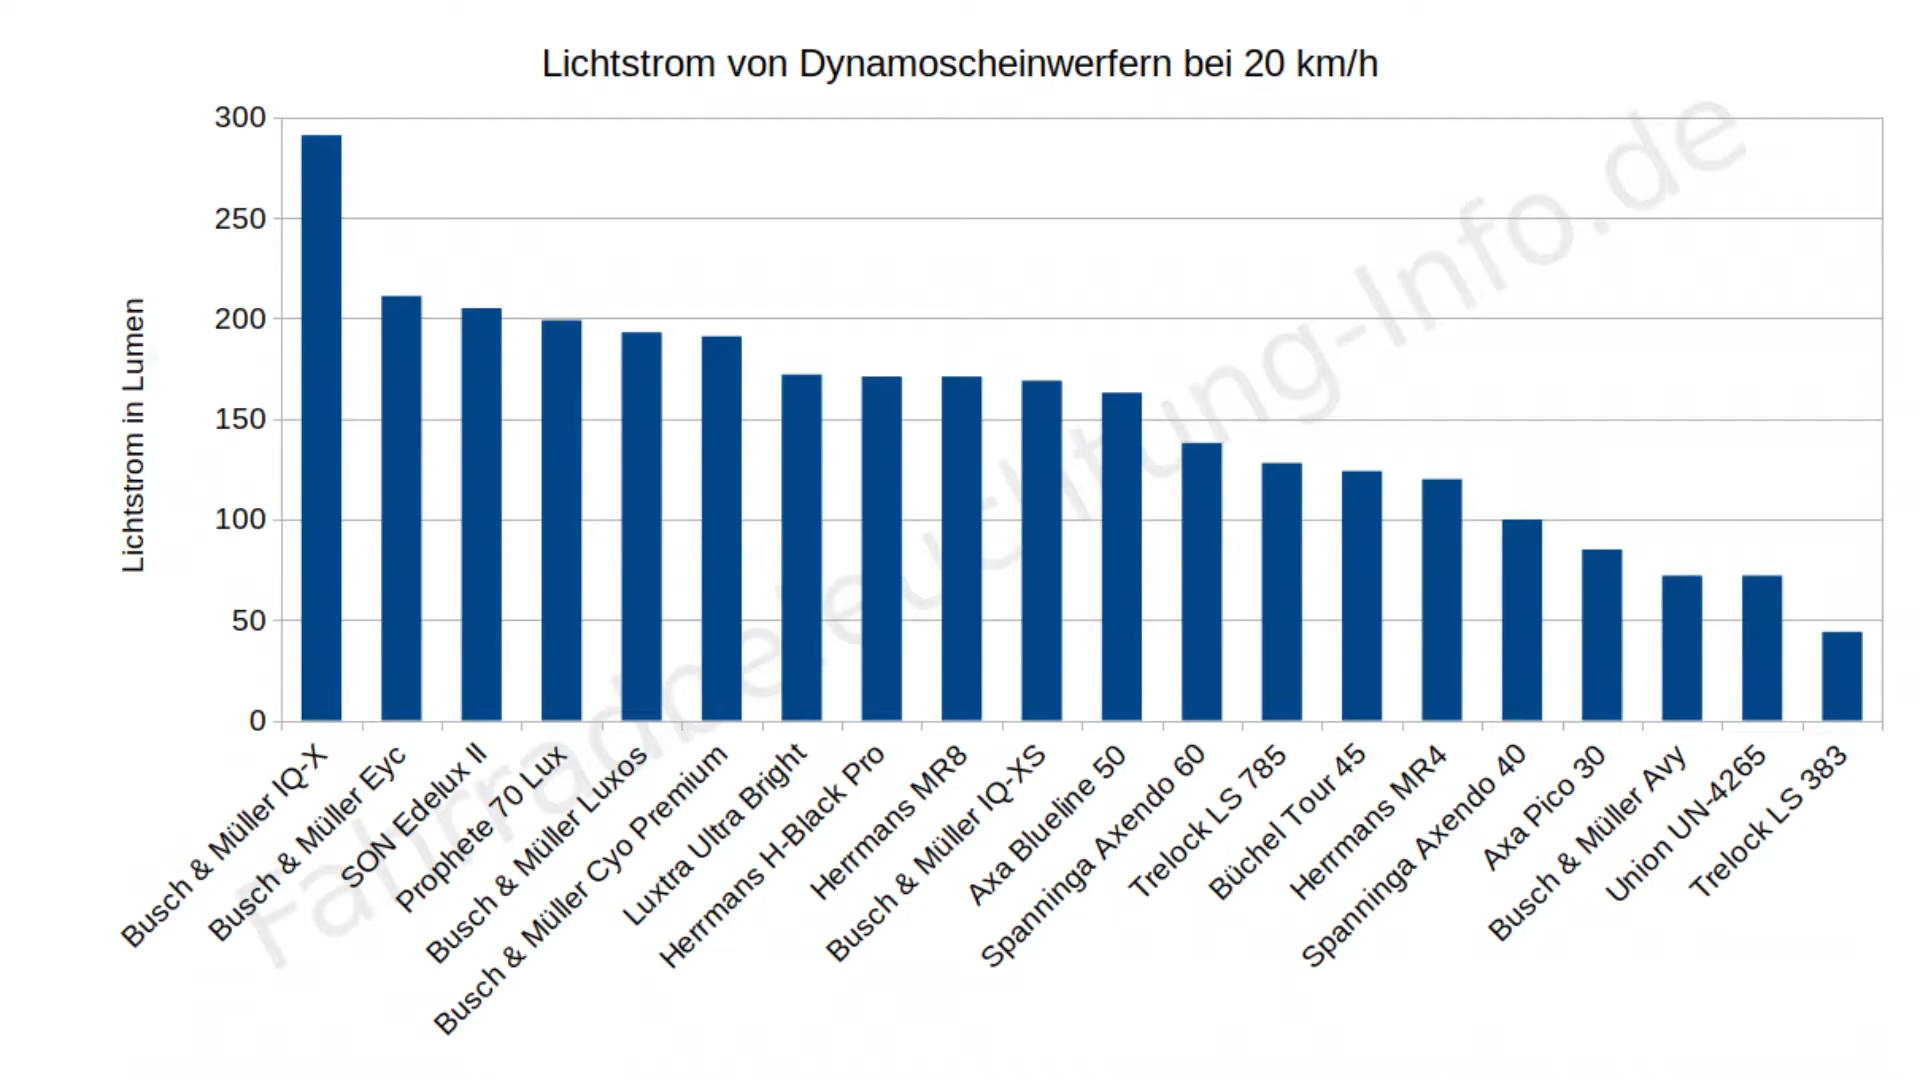 Lichtstrom von Dynamoscheinwerfern bei 20 km/h
Lichtstrom in Lumen
300
250
200
150
100
50
0
Busch & Müller IQ-X
Busch & Müller Eyc
SON Edelux II
Prophete 70 Lux
Busch & Müller Luxos
Busch & Müller Cyo Premium
Luxtra Ultra Bright
Herrmans H-Black Pro
Herrmans MR8
Busch & Müller IQ-XS
Axa Blueline 50
Spanninga Axendo 60
Trelock LS 785
Büchel Tour 45
Herrmans MR4
Spanninga Axendo 40
Axa Pico 30
Busch & Müller Avy
Union UN-4265
Trelock LS 383
Fahrradbeleuchtung-Info.de